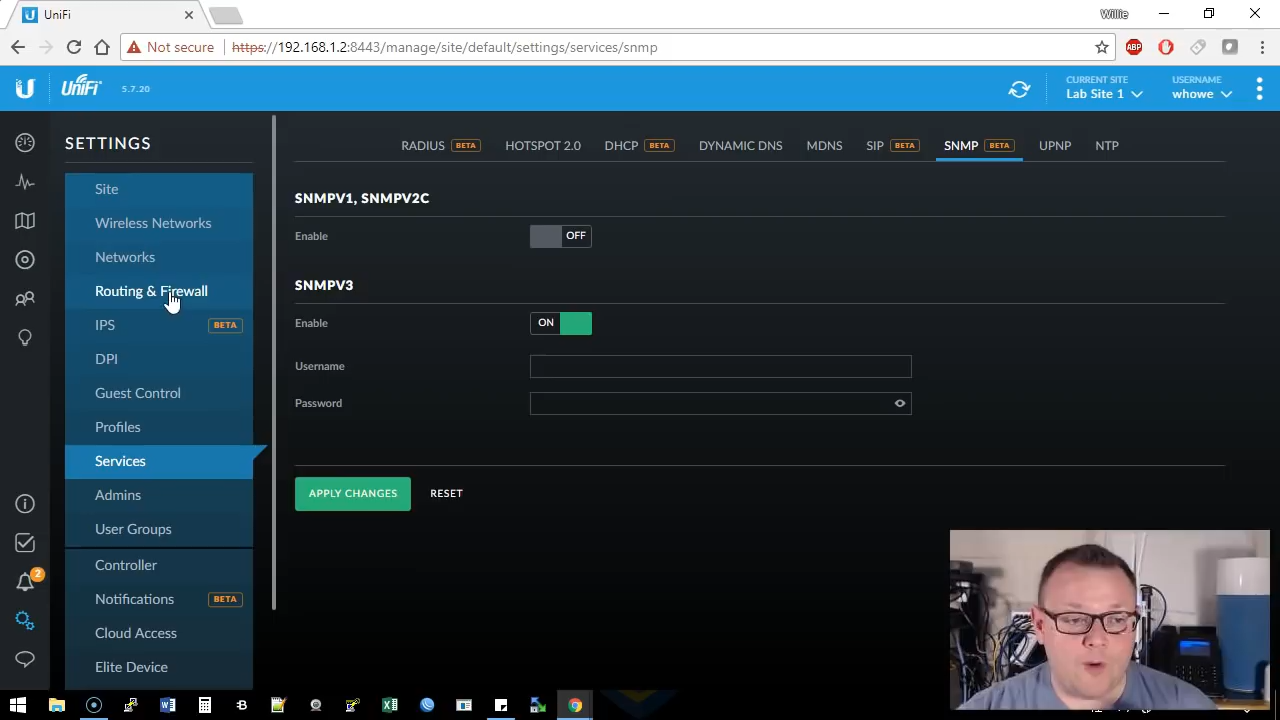 UniFi
Willie
Not secure
https://192.168.1.2:8443/manage/site/default/settings/services/snmp
ABP
U
UniFi
5.7.20
CURRENT SITE
Lab Site 1
USERNAME
whowe
SETTINGS
Site
Wireless Networks
Networks
Routing & Firewall
IPS BETA
DPI
Guest Control
Profiles
Services
Admins
User Groups
Controller
Notifications BETA
Cloud Access
Elite Device
2
RADIUS BETA HOTSPOT 2.0 DHCP BETA DYNAMIC DNS MDNS SIP BETA SNMP BETA UPNP NTP
SNMPV1, SNMPV2C
Enable OFF
SNMPV3
Enable ON
Username
Password
APPLY CHANGES RESET